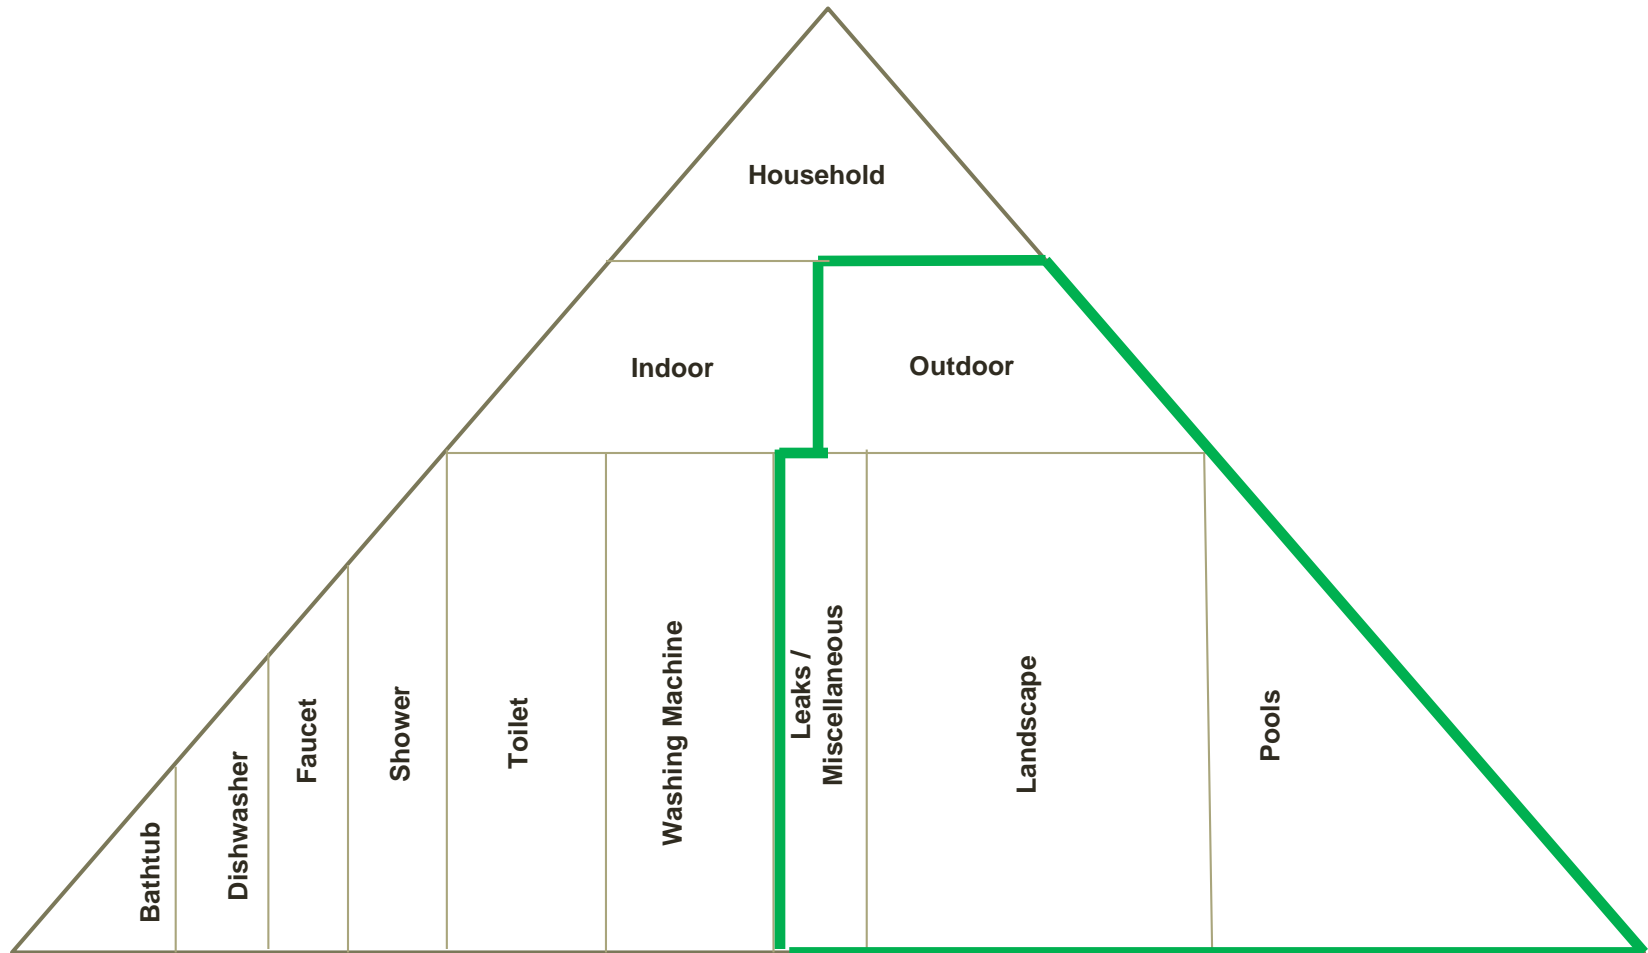 Household
Indoor
Outdoor
Bathtub
Dishwasher
Faucet
Shower
Toilet
Washing Machine
Leaks /
Miscellaneous
Landscape
Pools